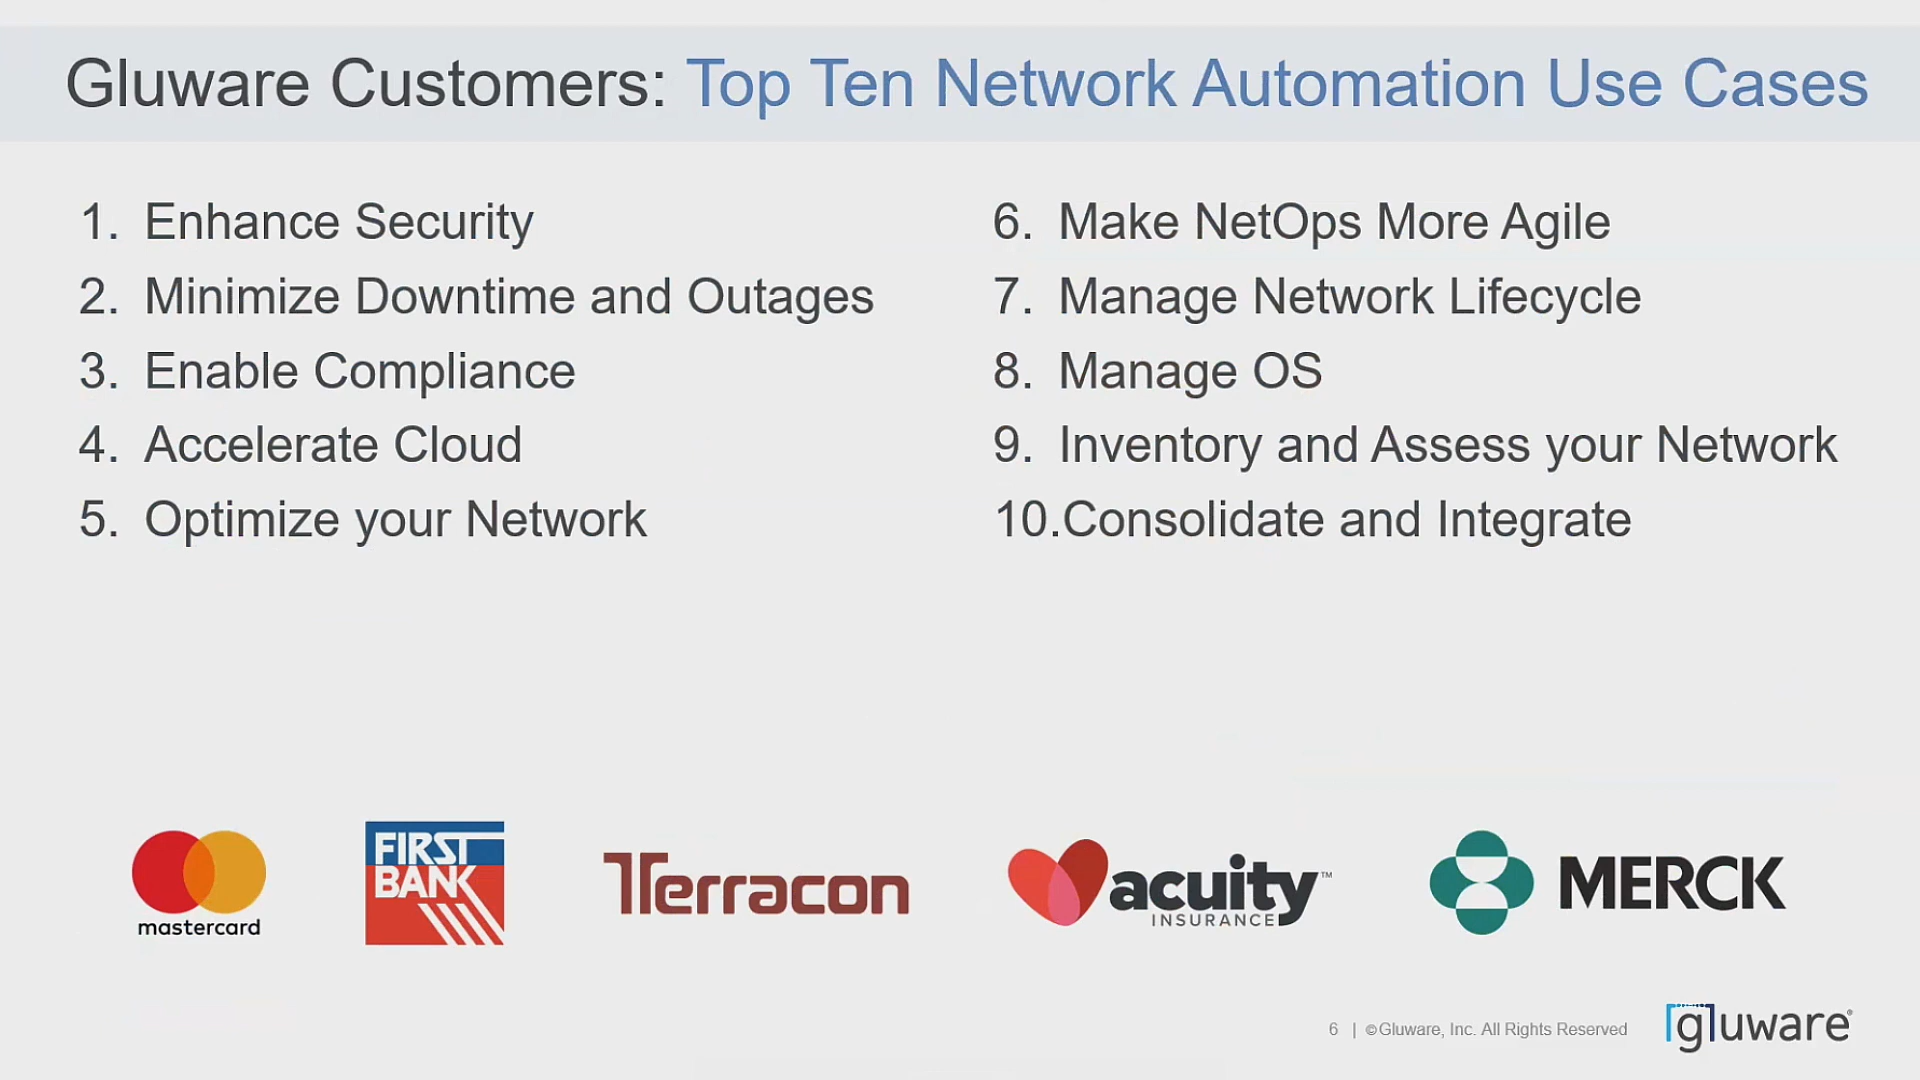 Gluware Customers: Top Ten Network Automation Use Cases
1. Enhance Security
2. Minimize Downtime and Outages
3. Enable Compliance
4. Accelerate Cloud
5. Optimize your Network
6. Make NetOps More Agile
7. Manage Network Lifecycle
8. Manage OS
9. Inventory and Assess your Network
10.Consolidate and Integrate
mastercard
FIRST
BANK
Terracon
acuity™
INSURANCE
MERCK
6 | ©Gluware, Inc. All Rights Reserved
[g]luware®